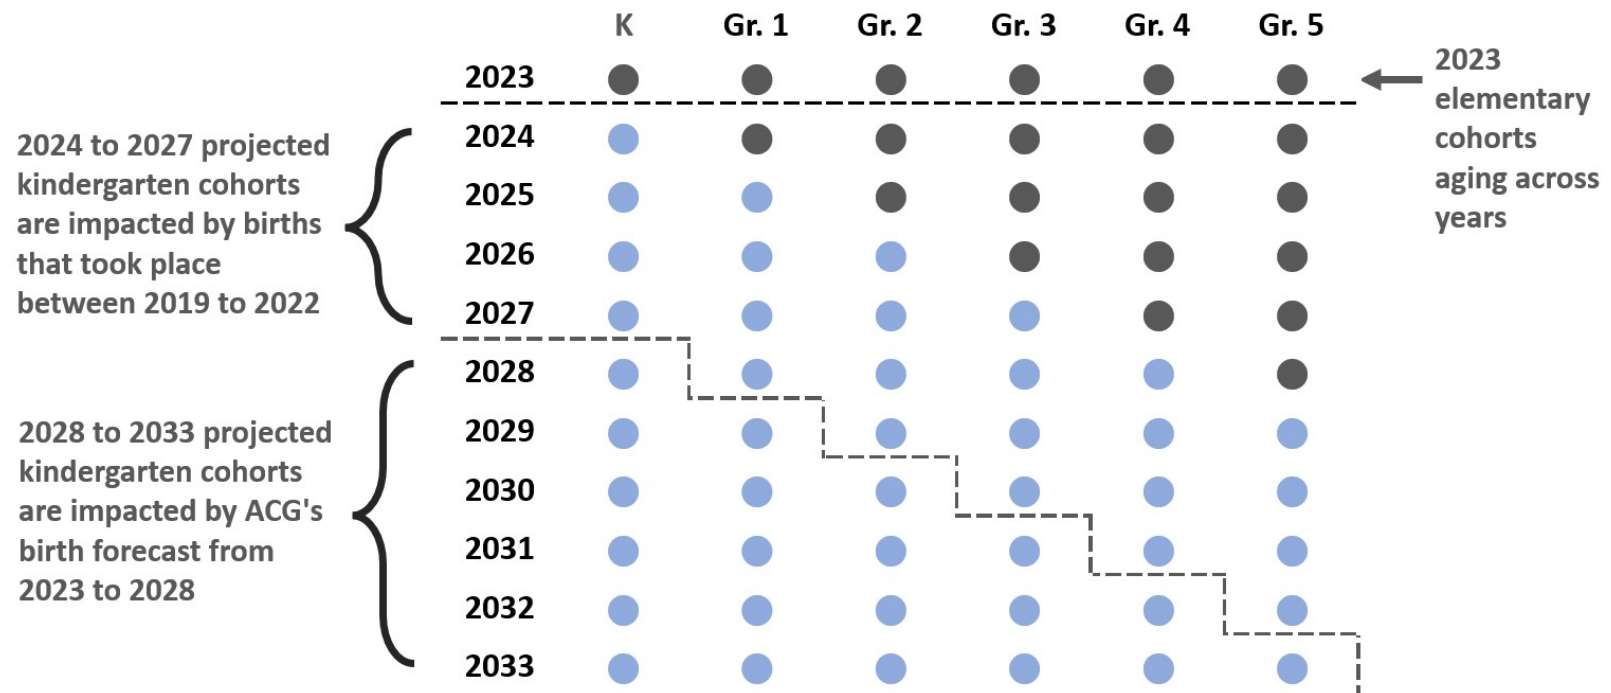 K Gr. 1 Gr. 2 Gr. 3 Gr. 4 Gr. 5
2023
2023
elementary
cohorts
aging across
years
2024 to 2027 projected
kindergarten cohorts
are impacted by births
that took place
between 2019 to 2022
2024
2025
2026
2027
2028 to 2033 projected
kindergarten cohorts
are impacted by ACG's
birth forecast from
2023 to 2028
2028
2029
2030
2031
2032
2033